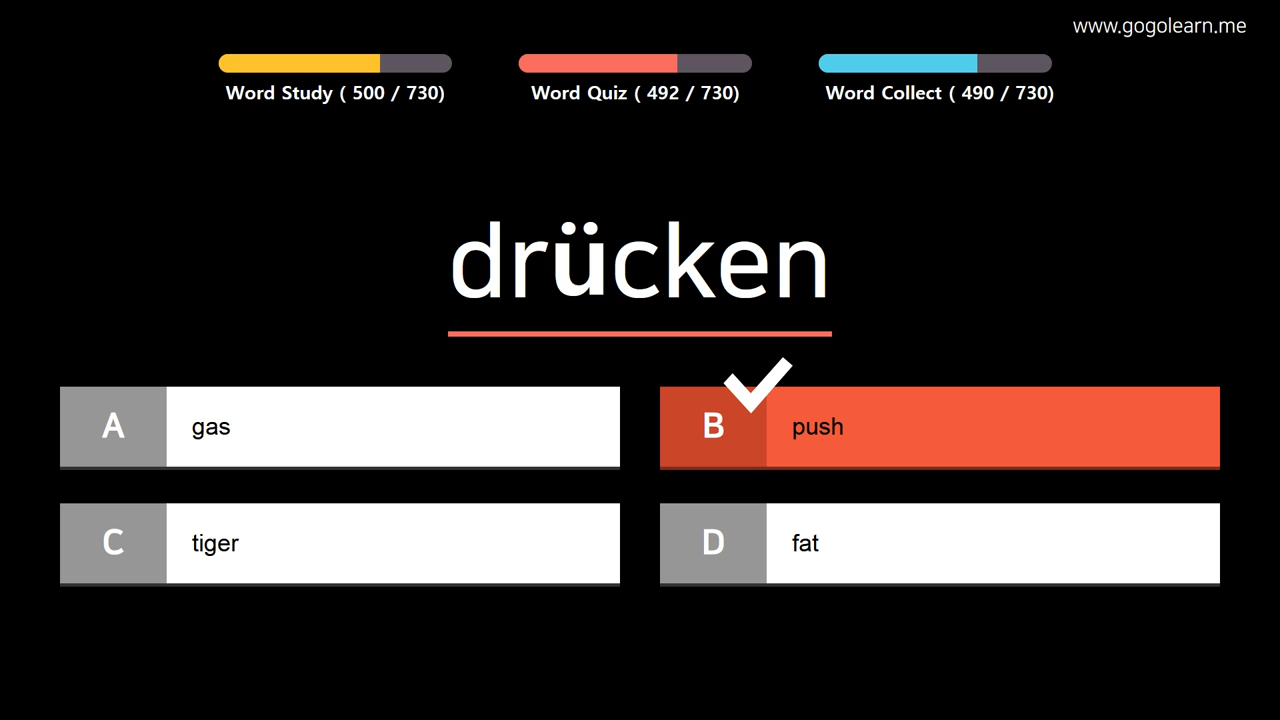 www.gogolearn.me
Word Study ( 500 / 730)
Word Quiz ( 492 / 730)
Word Collect ( 490 / 730)
drücken
A gas
B push
C tiger
D fat